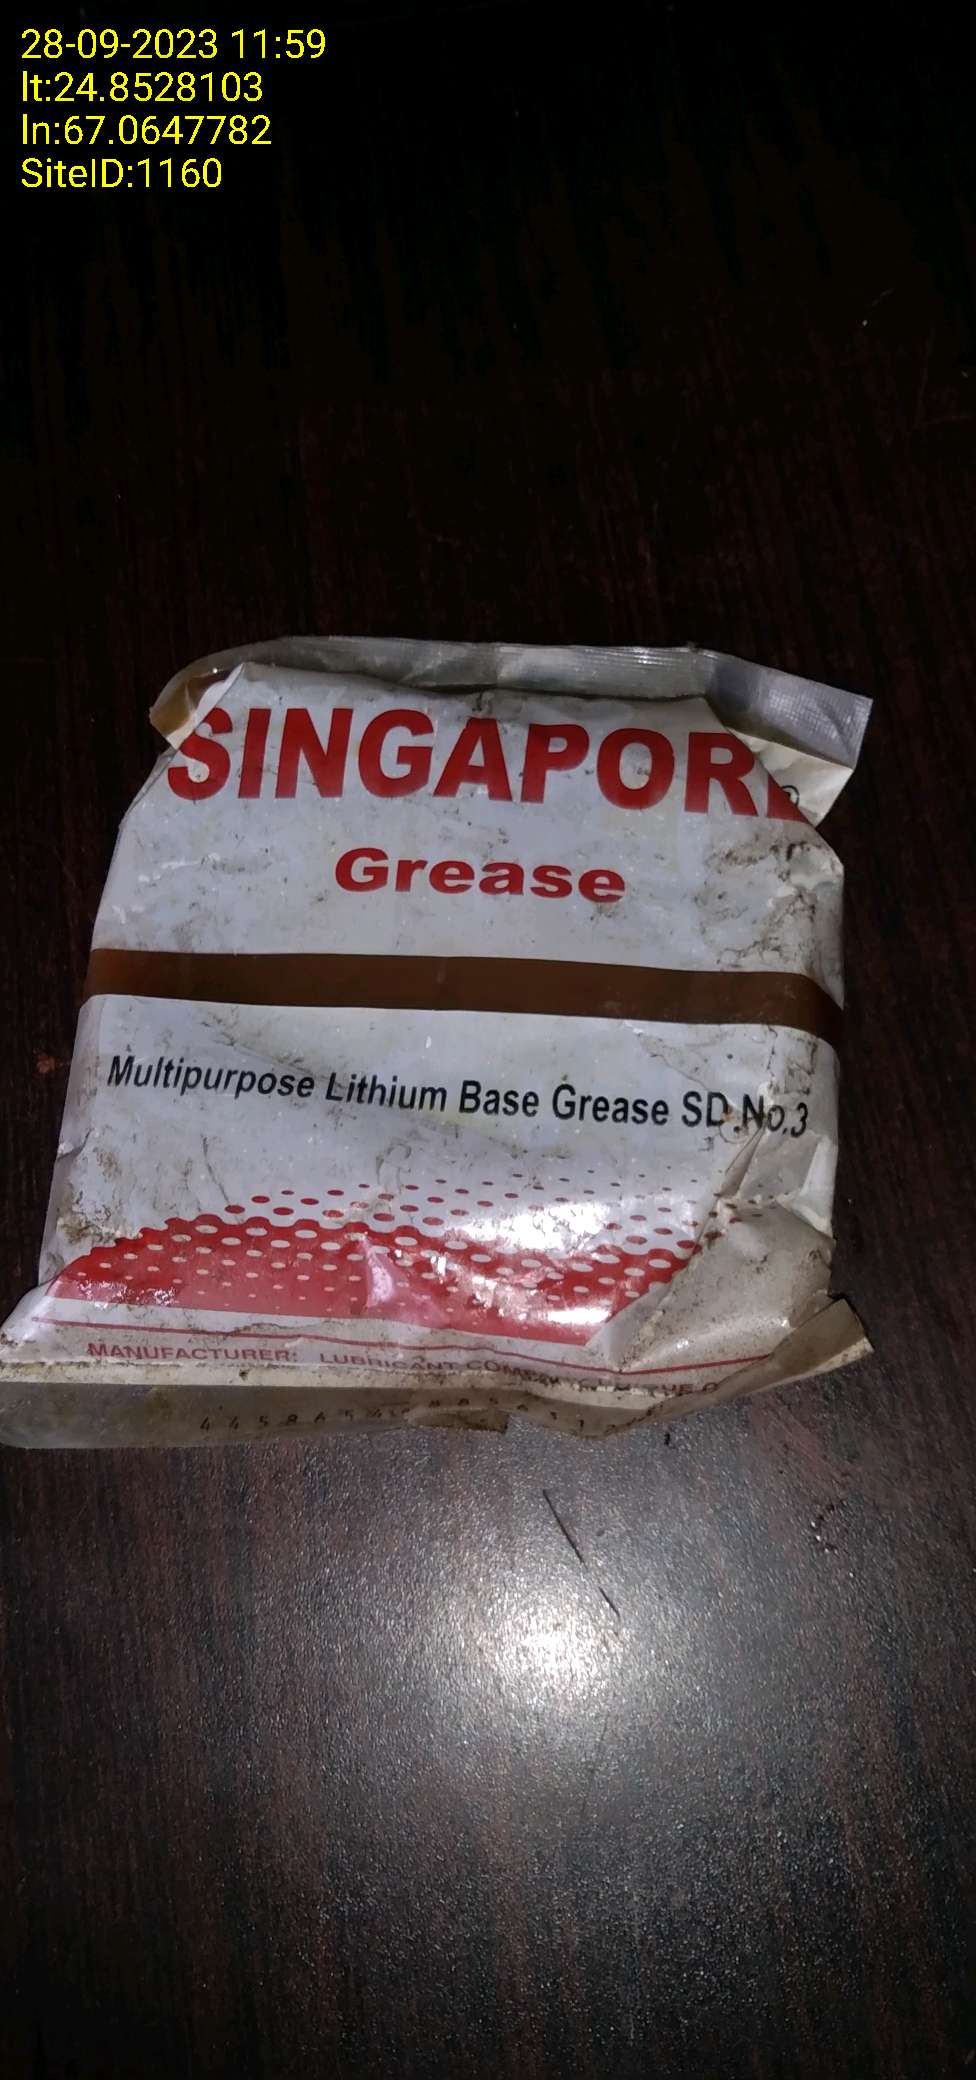 28-09-2023 11:59
lt:24.8528103
ln:67.0647782
SiteID:1160
SINGAPORE
Grease
Multipurpose Lithium Base Grease SD.No.3
MANUFACTURER: LUBRICANT